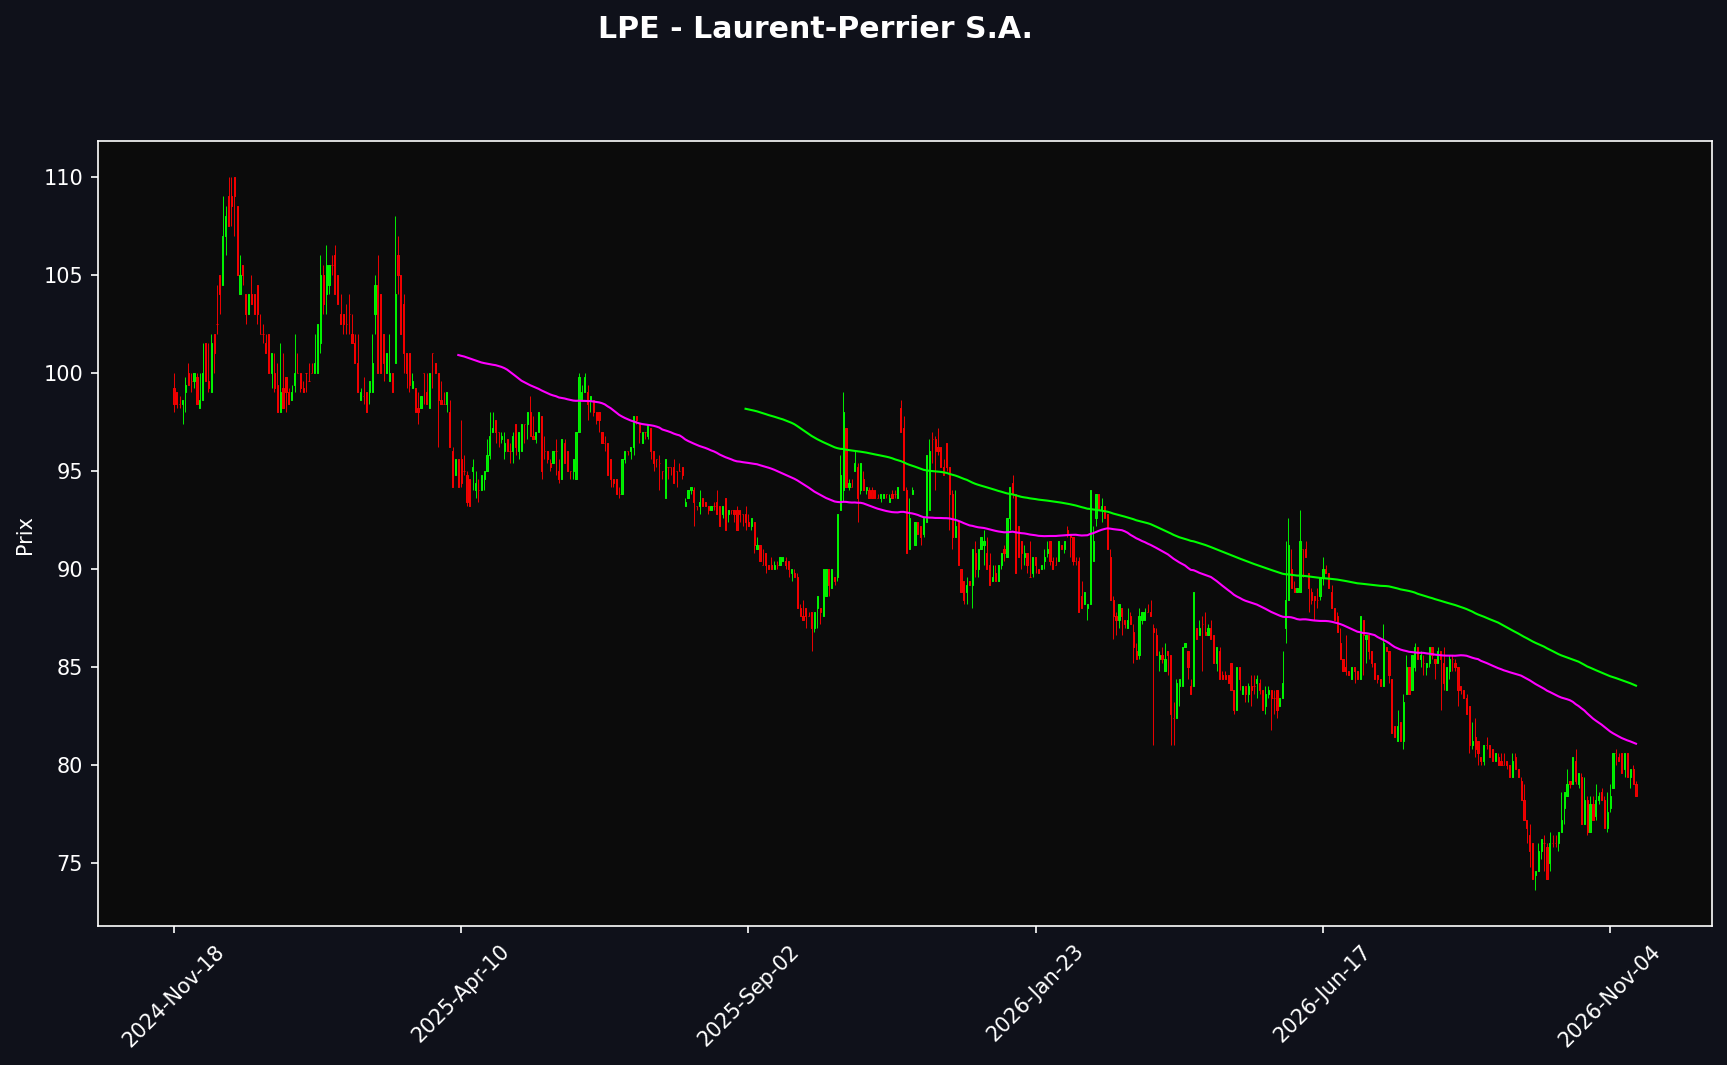 LPE - Laurent-Perrier S.A.
Prix
110
105
100
95
90
85
80
75
2024-Nov-18
2025-Apr-10
2025-Sep-02
2026-Jan-23
2026-Jun-17
2026-Nov-04